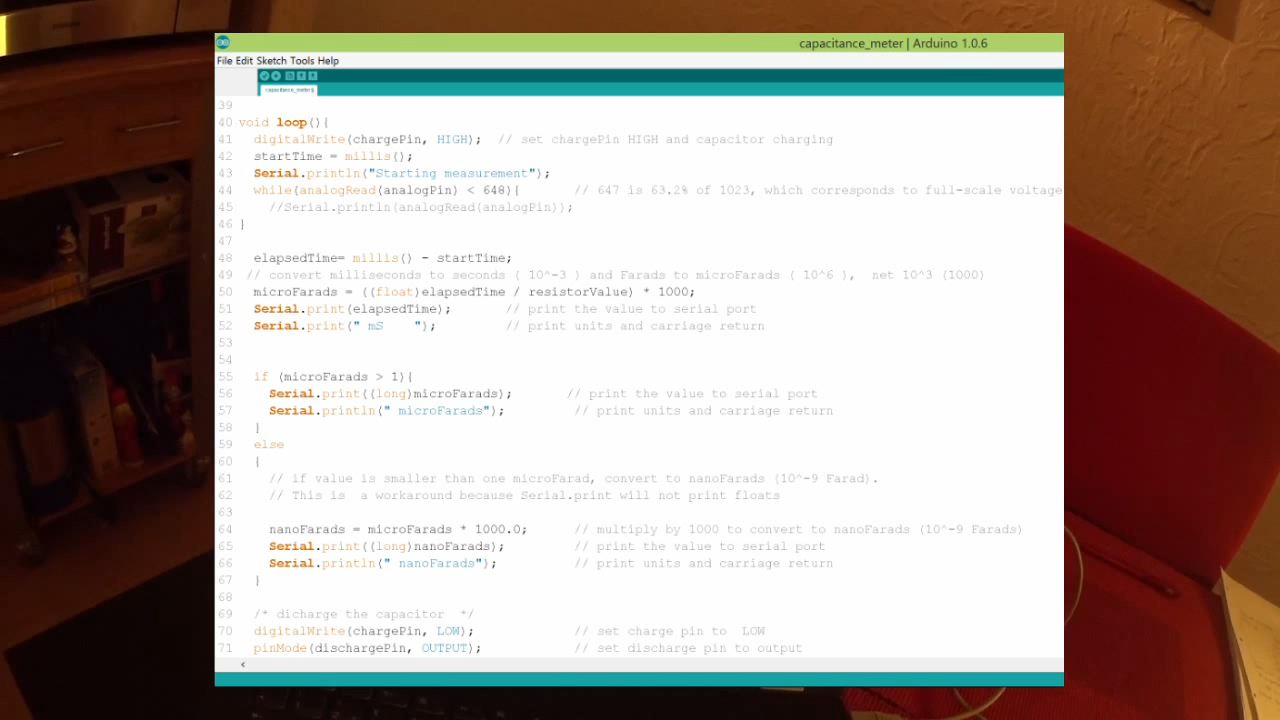 capacitance_meter | Arduino 1.0.6
File Edit Sketch Tools Help
capacitance_meter §
39
40 void loop(){
41 digitalWrite(chargePin, HIGH); // set chargePin HIGH and capacitor charging
42 startTime = millis();
43 Serial.println("Starting measurement");
44 while(analogRead(analogPin) < 648){ // 647 is 63.2% of 1023, which corresponds to full-scale voltage
45 //Serial.println(analogRead(analogPin));
46 }
47
48 elapsedTime= millis() - startTime;
49 // convert milliseconds to seconds ( 10^-3 ) and Farads to microFarads ( 10^6 ), net 10^3 (1000)
50 microFarads = ((float)elapsedTime / resistorValue) * 1000;
51 Serial.print(elapsedTime); // print the value to serial port
52 Serial.print(" mS    "); // print units and carriage return
53
54
55 if (microFarads > 1){
56 Serial.print((long)microFarads); // print the value to serial port
57 Serial.println(" microFarads"); // print units and carriage return
58 }
59 else
60 {
61 // if value is smaller than one microFarad, convert to nanoFarads (10^-9 Farad).
62 // This is a workaround because Serial.print will not print floats
63
64 nanoFarads = microFarads * 1000.0; // multiply by 1000 to convert to nanoFarads (10^-9 Farads)
65 Serial.print((long)nanoFarads); // print the value to serial port
66 Serial.println(" nanoFarads"); // print units and carriage return
67 }
68
69 /* dicharge the capacitor */
70 digitalWrite(chargePin, LOW); // set charge pin to LOW
71 pinMode(dischargePin, OUTPUT); // set discharge pin to output